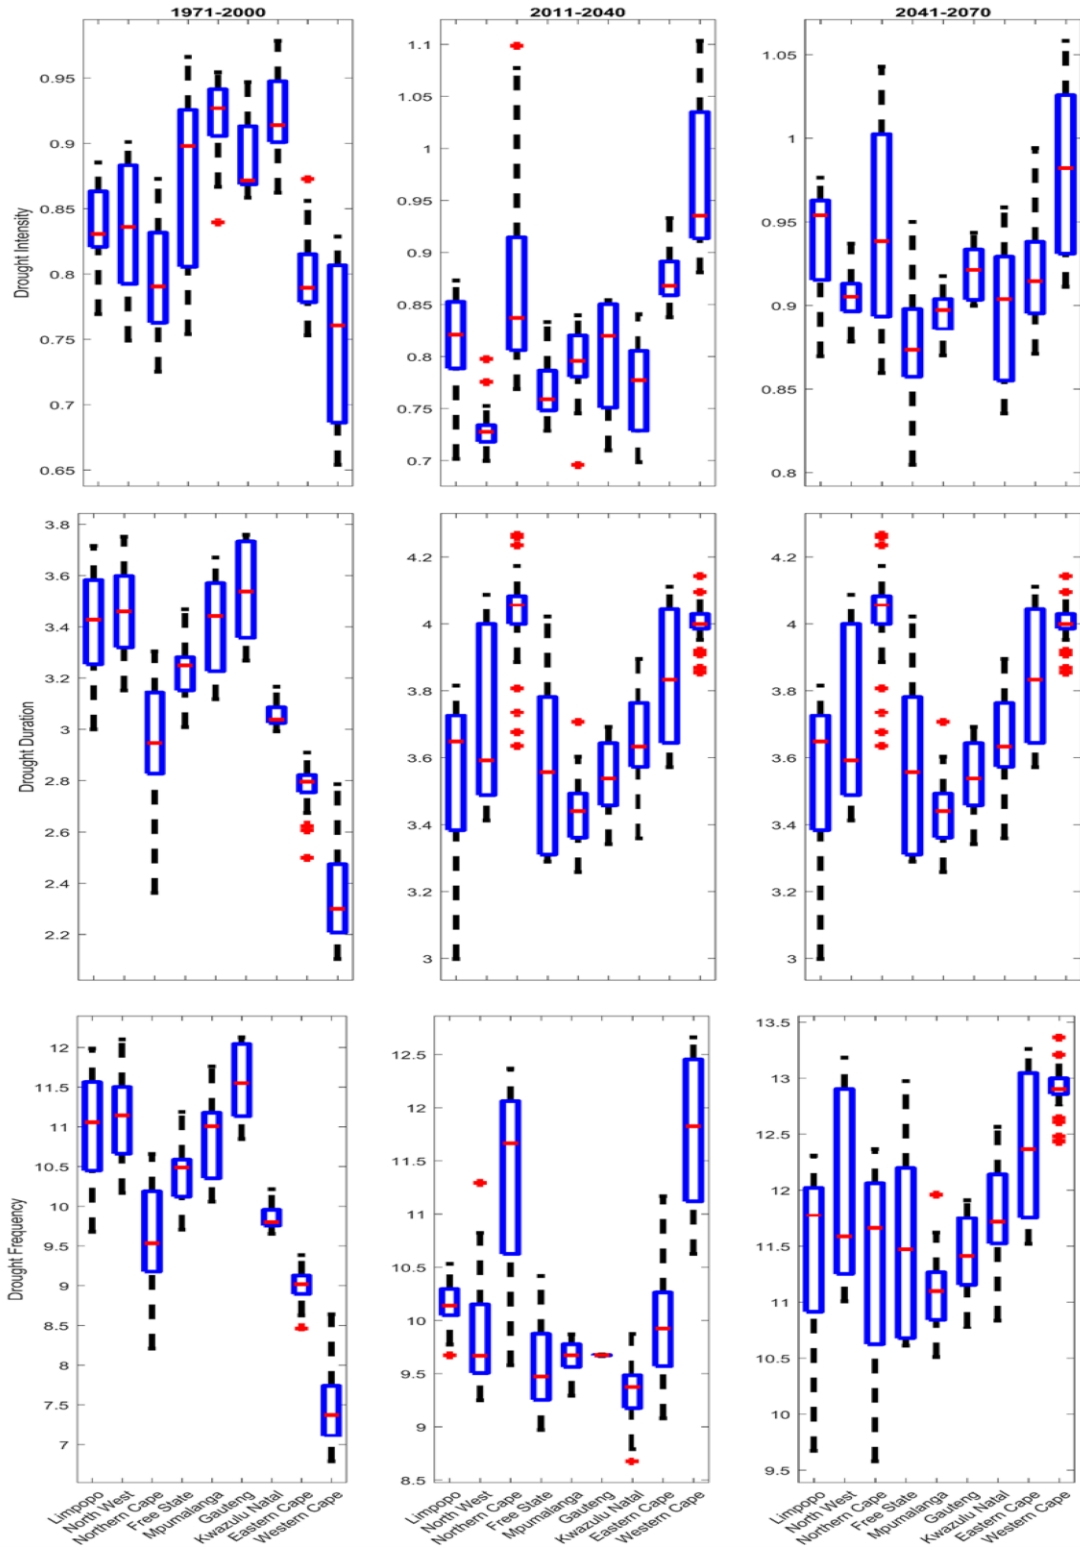 1971-2000
2011-2040
2041-2070
Drought Intensity
0.95
0.9
0.85
0.8
0.75
0.7
0.65
1.1
1.05
1
0.95
0.9
0.85
0.8
0.75
0.7
1.05
1
0.95
0.9
0.85
0.8
Drought Duration
3.8
3.6
3.4
3.2
3
2.8
2.6
2.4
2.2
4.2
4
3.8
3.6
3.4
3.2
3
4.2
4
3.8
3.6
3.4
3.2
3
Drought Frequency
12
11.5
11
10.5
10
9.5
9
8.5
8
7.5
7
12.5
12
11.5
11
10.5
10
9.5
9
8.5
13.5
13
12.5
12
11.5
11
10.5
10
9.5
Limpopo
North West
Northern Cape
Free State
Mpumalanga
Gauteng
Kwazulu Natal
Eastern Cape
Western Cape
Limpopo
North West
Northern Cape
Free State
Mpumalanga
Gauteng
Kwazulu Natal
Eastern Cape
Western Cape
Limpopo
North West
Northern Cape
Free State
Mpumalanga
Gauteng
Kwazulu Natal
Eastern Cape
Western Cape